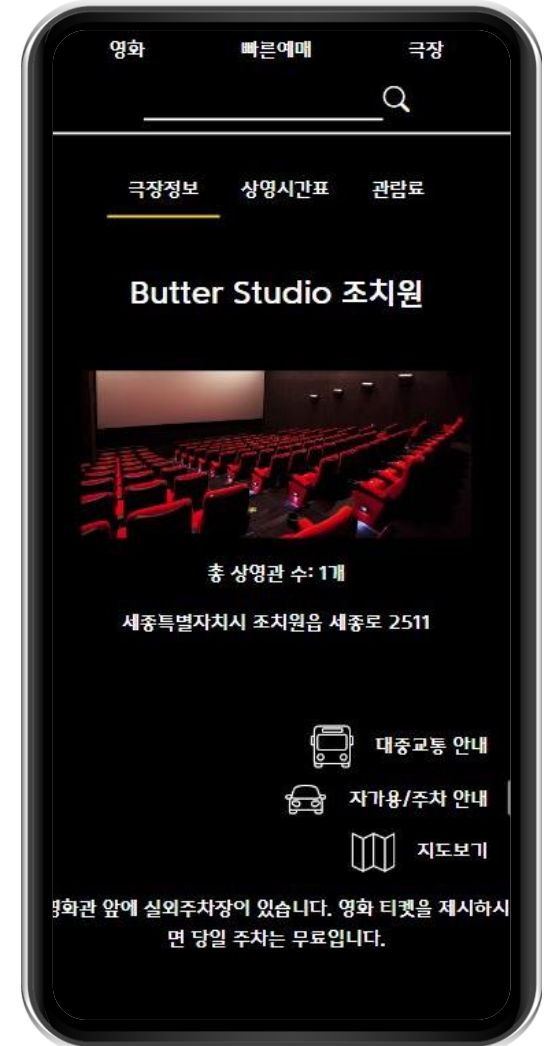 영화 빠른예매 극장
극장정보 상영시간표 관람료
Butter Studio 조치원
총 상영관 수: 1개
세종특별자치시 조치원읍 세종로 2511
대중교통 안내
자가용/주차 안내
지도보기
앞에 실외주차장이 있습니다. 영화 티켓을 제시하시
면 당일 주차는 무료입니다.